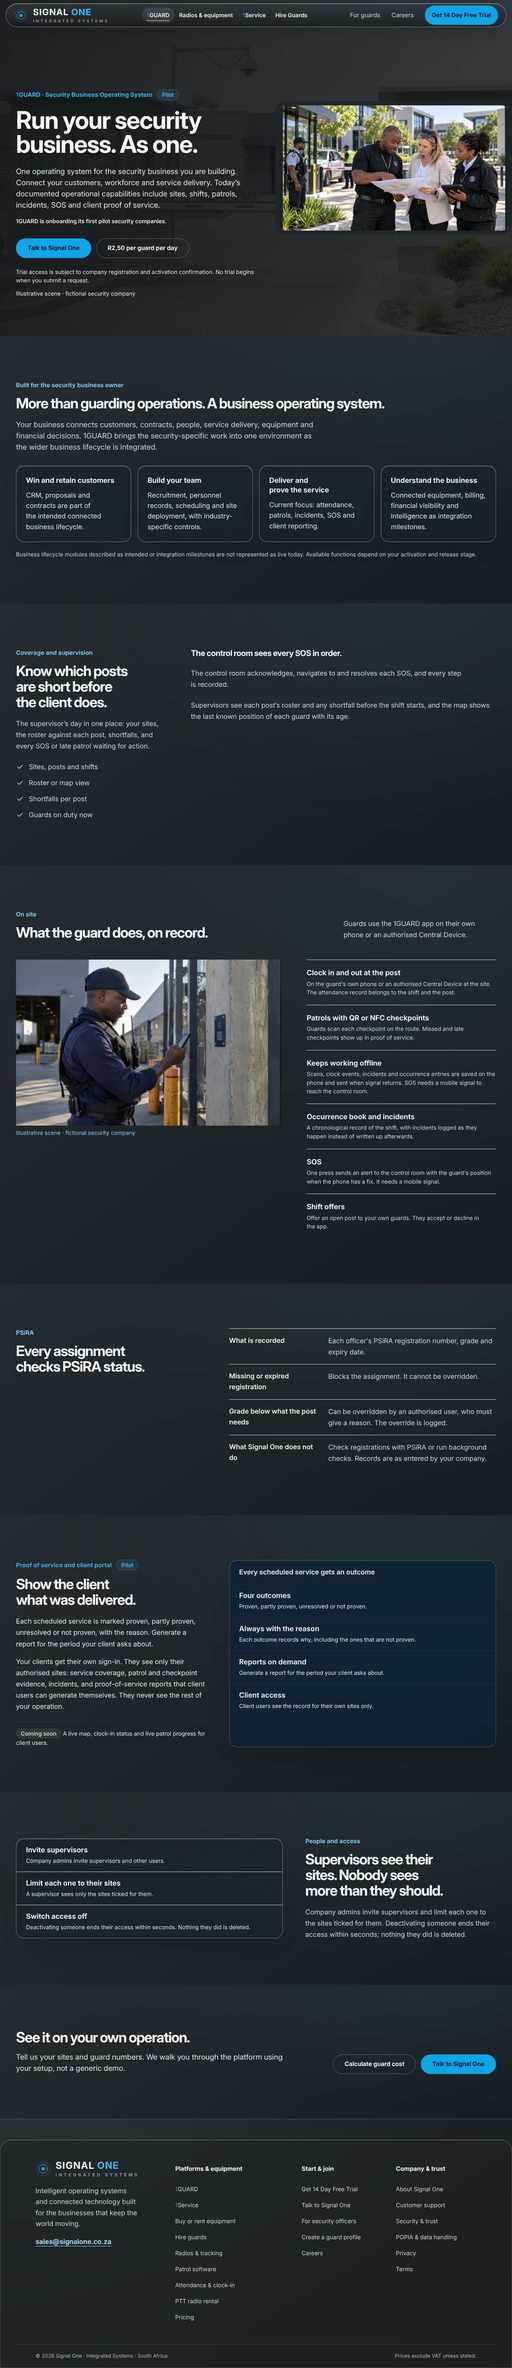 SIGNAL ONE
INTEGRATED SYSTEMS
1GUARD
Radios & equipment
1Service
Hire Guards
For guards
Careers
Get 14 Day Free Trial
1GUARD · Security Business Operating System
Pilot
Run your security
business. As one.
One operating system for the security business you are building.
Connect your customers, workforce and service delivery. Today's
documented operational capabilities include sites, shifts, patrols,
incidents, SOS and client proof of service.
1GUARD is onboarding its first pilot security companies.
Talk to Signal One
R2,50 per guard per day
Trial access is subject to company registration and activation confirmation. No trial begins
when you submit a request.
Illustrative scene · fictional security company
Built for the security business owner
More than guarding operations. A business operating system.
Your business connects customers, contracts, people, service delivery, equipment and
financial decisions. 1GUARD brings the security-specific work into one environment as
the wider business lifecycle is integrated.
Win and retain customers
CRM, proposals and
contracts are part of
the intended connected
business lifecycle.
Build your team
Recruitment, personnel
records, scheduling and site
deployment, with industry-
specific controls.
Deliver and
prove the service
Current focus: attendance,
patrols, incidents, SOS and
client reporting.
Understand the business
Connected equipment, billing,
financial visibility and
intelligence as integration
milestones.
Business lifecycle modules described as intended or integration milestones are not represented as live today. Available functions depend on your activation and release stage.
Coverage and supervision
Know which posts
are short before
the client does.
The supervisor's day in one place: your sites,
the roster against each post, shortfalls, and
every SOS or late patrol waiting for action.
Sites, posts and shifts
Roster or map view
Shortfalls per post
Guards on duty now
The control room sees every SOS in order.
The control room acknowledges, navigates to and resolves each SOS, and every step
is recorded.
Supervisors see each post's roster and any shortfall before the shift starts, and the map shows
the last known position of each guard with its age.
On site
What the guard does, on record.
Guards use the 1GUARD app on their own
phone or an authorised Central Device.
Illustrative scene · fictional security company
Clock in and out at the post
On the guard's own phone or an authorised Central Device at the site.
The attendance record belongs to the shift and the post.
Patrols with QR or NFC checkpoints
Guards scan each checkpoint on the route. Missed and late
checkpoints show up in proof of service.
Keeps working offline
Scans, clock events, incidents and occurrence entries are saved on the
phone and sent when signal returns. SOS needs a mobile signal to
reach the control room.
Occurrence book and incidents
A chronological record of the shift, with incidents logged as they
happen instead of written up afterwards.
SOS
One press sends an alert to the control room with the guard's position
when the phone has a fix. It needs a mobile signal.
Shift offers
Offer an open post to your own guards. They accept or decline in
the app.
PSiRA
Every assignment
checks PSiRA status.
What is recorded
Each officer's PSiRA registration number, grade and
expiry date.
Missing or expired
registration
Blocks the assignment. It cannot be overridden.
Grade below what the post
needs
Can be overridden by an authorised user, who must
give a reason. The override is logged.
What Signal One does not
do
Check registrations with PSiRA or run background
checks. Records are as entered by your company.
Proof of service and client portal
Pilot
Show the client
what was delivered.
Each scheduled service is marked proven, partly proven,
unresolved or not proven, with the reason. Generate a
report for the period your client asks about.
Your clients get their own sign-in. They see only their
authorised sites: service coverage, patrol and checkpoint
evidence, incidents, and proof-of-service reports that client
users can generate themselves. They never see the rest of
your operation.
Coming soon
A live map, clock-in status and live patrol progress for
client users.
Every scheduled service gets an outcome
Four outcomes
Proven, partly proven, unresolved or not proven.
Always with the reason
Each outcome records why, including the ones that are not proven.
Reports on demand
Generate a report for the period your client asks about.
Client access
Client users see the record for their own sites only.
Invite supervisors
Company admins invite supervisors and other users.
Limit each one to their sites
A supervisor sees only the sites ticked for them.
Switch access off
Deactivating someone ends their access within seconds. Nothing they did is deleted.
People and access
Supervisors see their
sites. Nobody sees
more than they should.
Company admins invite supervisors and limit each one to
the sites ticked for them. Deactivating someone ends their
access within seconds; nothing they did is deleted.
See it on your own operation.
Tell us your sites and guard numbers. We walk you through the platform using
your setup, not a generic demo.
Calculate guard cost
Talk to Signal One
SIGNAL ONE
INTEGRATED SYSTEMS
Intelligent operating systems
and connected technology built
for the businesses that keep the
world moving.
sales@signalone.co.za
Platforms & equipment
1GUARD
1Service
Buy or rent equipment
Hire guards
Radios & tracking
Patrol software
Attendance & clock-in
PTT radio rental
Pricing
Start & join
Get 14 Day Free Trial
Talk to Signal One
For security officers
Create a guard profile
Careers
Company & trust
About Signal One
Customer support
Security & trust
POPIA & data handling
Privacy
Terms
© 2026 Signal One · Integrated Systems · South Africa
Prices exclude VAT unless stated.